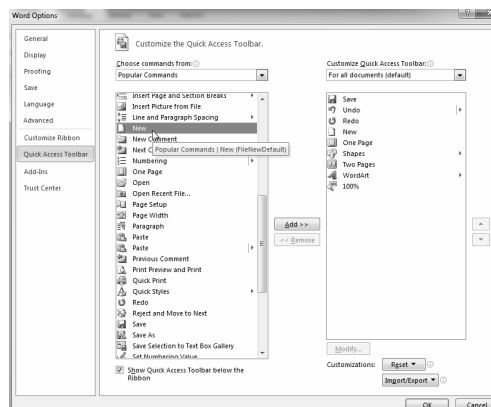 Word Options
General
Display
Proofing
Save
Language
Advanced
Customize Ribbon
Quick Access Toolbar
Add-Ins
Trust Center
Customize the Quick Access Toolbar.
Choose commands from:
Popular Commands
Insert Page and Section Breaks
Insert Picture from File
Line and Paragraph Spacing
New
New Comment
Next C
Popular Commands | New (FileNewDefault)
Numbering
One Page
Open
Open Recent File...
Page Setup
Page Width
Paragraph
Paste
Paste
Previous Comment
Print Preview and Print
Quick Print
Quick Styles
Redo
Reject and Move to Next
Save
Save As
Save Selection to Text Box Gallery
Set Numbering Value
Show Quick Access Toolbar below the
Ribbon
Add >>
<< Remove
Customize Quick Access Toolbar:
For all documents (default)
Save
Undo
Redo
New
One Page
Shapes
Two Pages
WordArt
100%
Modify...
Customizations:
Reset
Import/Export
OK
Cancel